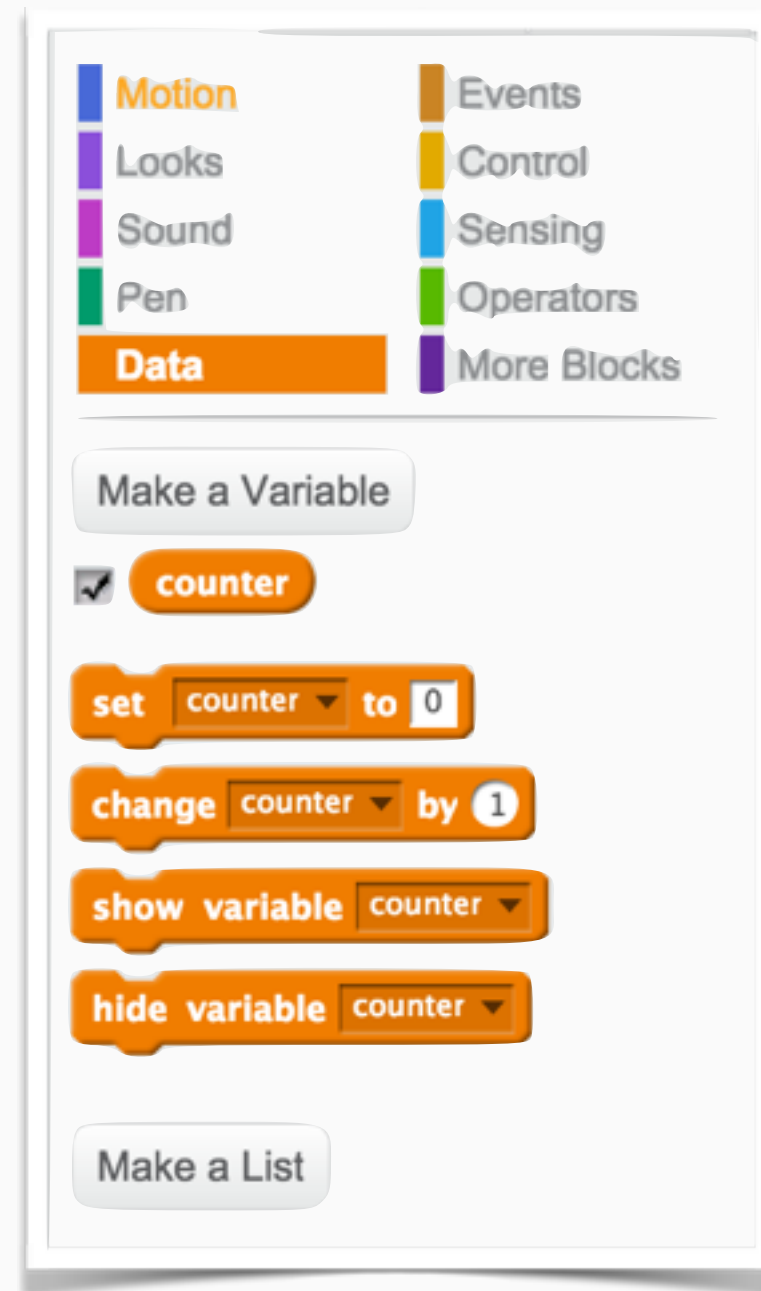 Motion
Looks
Sound
Pen
Data
Events
Control
Sensing
Operators
More Blocks
Make a Variable
counter
set counter to 0
change counter by 1
show variable counter
hide variable counter
Make a List